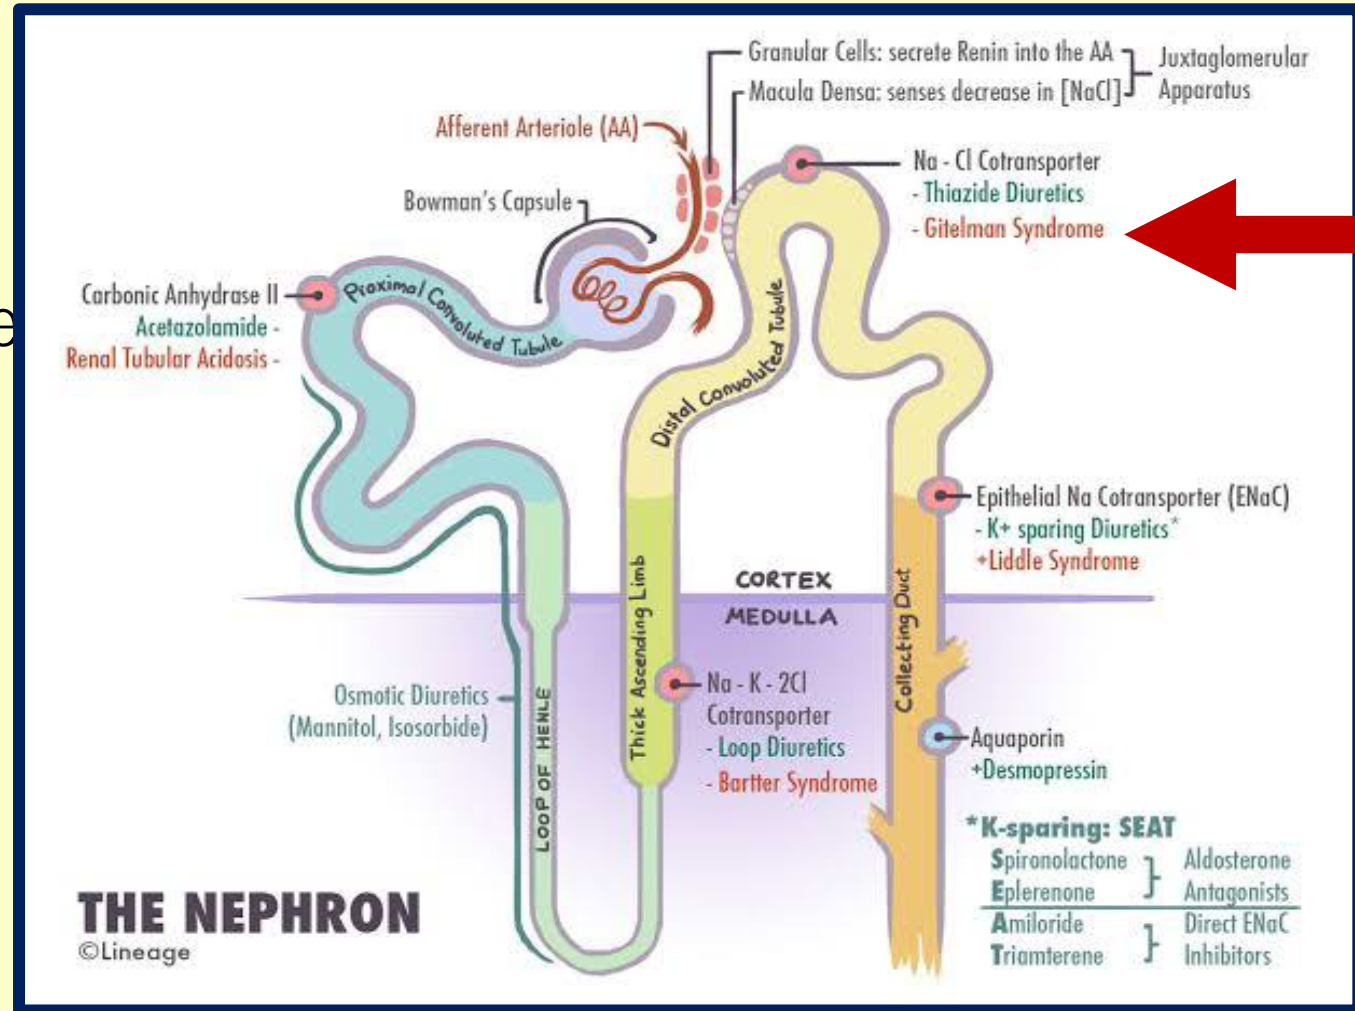 Granular Cells: secrete Renin into the AA
Macula Densa: senses decrease in [NaCl]
Juxtaglomerular
Apparatus
Afferent Arteriole (AA)
Bowman's Capsule
Na - Cl Cotransporter
- Thiazide Diuretics
- Gitelman Syndrome
Carbonic Anhydrase II
Acetazolamide -
Renal Tubular Acidosis -
e
Proximal Convoluted Tubule
Distal Convoluted Tubule
Epithelial Na Cotransporter (ENaC)
- K+ sparing Diuretics*
+Liddle Syndrome
CORTEX
MEDULLA
Thick Ascending Limb
LOOP OF HENLE
Collecting Duct
Osmotic Diuretics
(Mannitol, Isosorbide)
Na - K - 2Cl
Cotransporter
- Loop Diuretics
- Bartter Syndrome
Aquaporin
+Desmopressin
*K-sparing: SEAT
Spironolactone
Eplerenone
Aldosterone
Antagonists
Amiloride
Triamterene
Direct ENaC
Inhibitors
THE NEPHRON
©Lineage